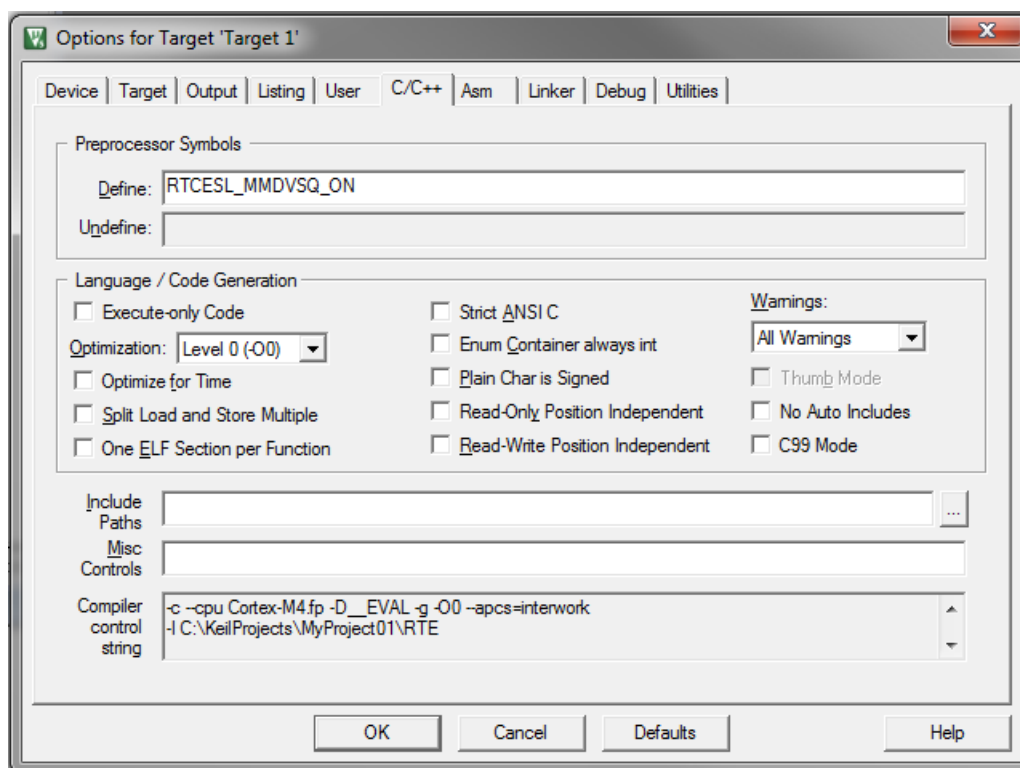 Options for Target 'Target 1'
Device Target Output Listing User C/C++ Asm Linker Debug Utilities
Preprocessor Symbols
Define: RTCESL_MMDVSQ_ON
Undefine:
Language / Code Generation
Execute-only Code
Optimization: Level 0 (-O0)
Optimize for Time
Split Load and Store Multiple
One ELF Section per Function
Strict ANSI C
Enum Container always int
Plain Char is Signed
Read-Only Position Independent
Read-Write Position Independent
Warnings:
All Warnings
Thumb Mode
No Auto Includes
C99 Mode
Include
Paths
...
Misc
Controls
Compiler
control
string
-c --cpu Cortex-M4.fp -D__EVAL -g -O0 --apcs=interwork
-I C:\KeilProjects\MyProject01\RTE
OK Cancel Defaults Help